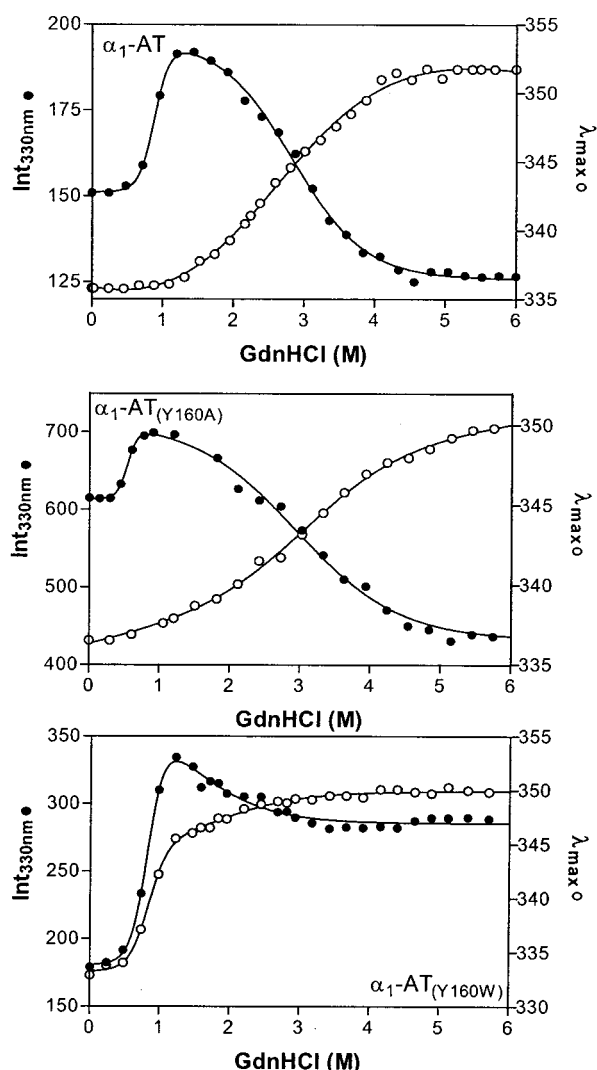 α1-AT
200
175
150
125
Int330nm ●
355
350
345
340
335
λmax ○
0 1 2 3 4 5 6
GdnHCl (M)
α1-AT(Y160A)
700
600
500
400
Int330nm ●
350
345
340
335
λmax ○
0 1 2 3 4 5 6
GdnHCl (M)
350
300
250
200
150
Int330nm ●
355
350
345
340
335
330
λmax ○
α1-AT(Y160W)
0 1 2 3 4 5 6
GdnHCl (M)